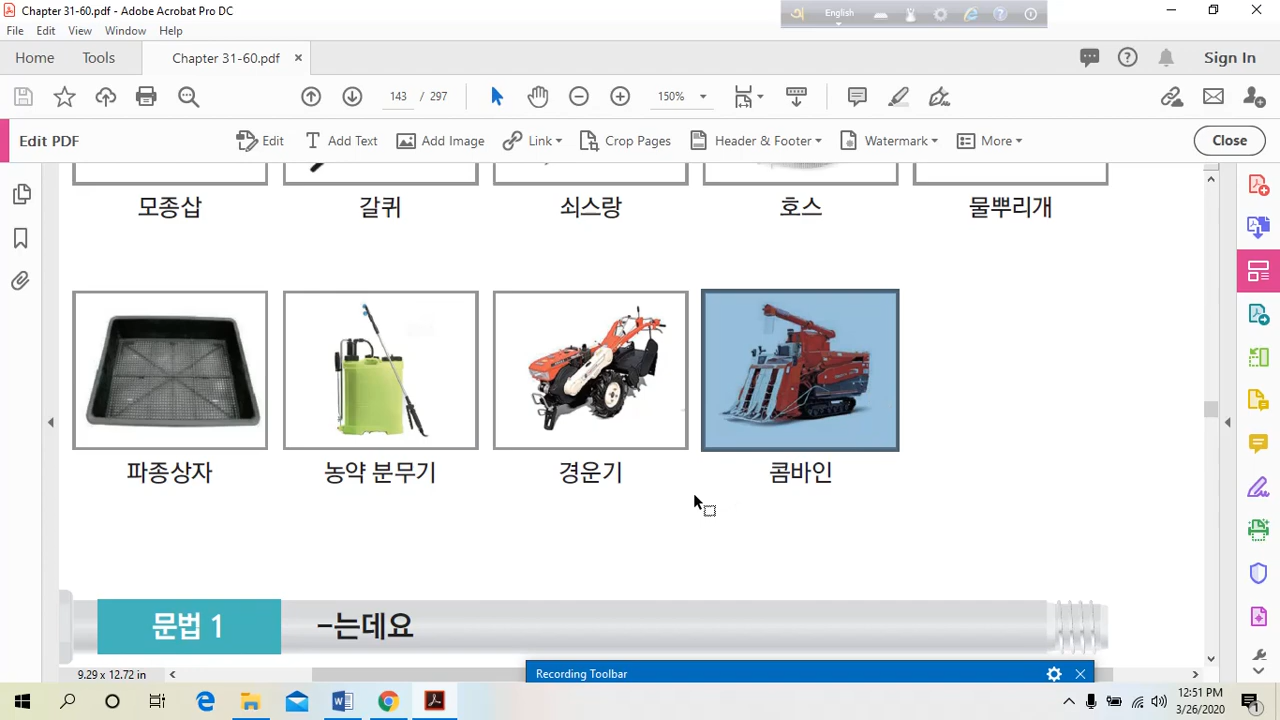 Chapter 31-60.pdf - Adobe Acrobat Pro DC
English
File Edit View Window Help
Home Tools Chapter 31-60.pdf × Sign In
143 / 297 150%
Edit PDF Edit Add Text Add Image Link Crop Pages Header & Footer Watermark More Close
모종삽 갈퀴 쇠스랑 호스 물뿌리개
파종상자 농약 분무기 경운기 콤바인
문법 1 -는데요
9.29 x 12.72 in
Recording Toolbar
12:51 PM
3/26/2020